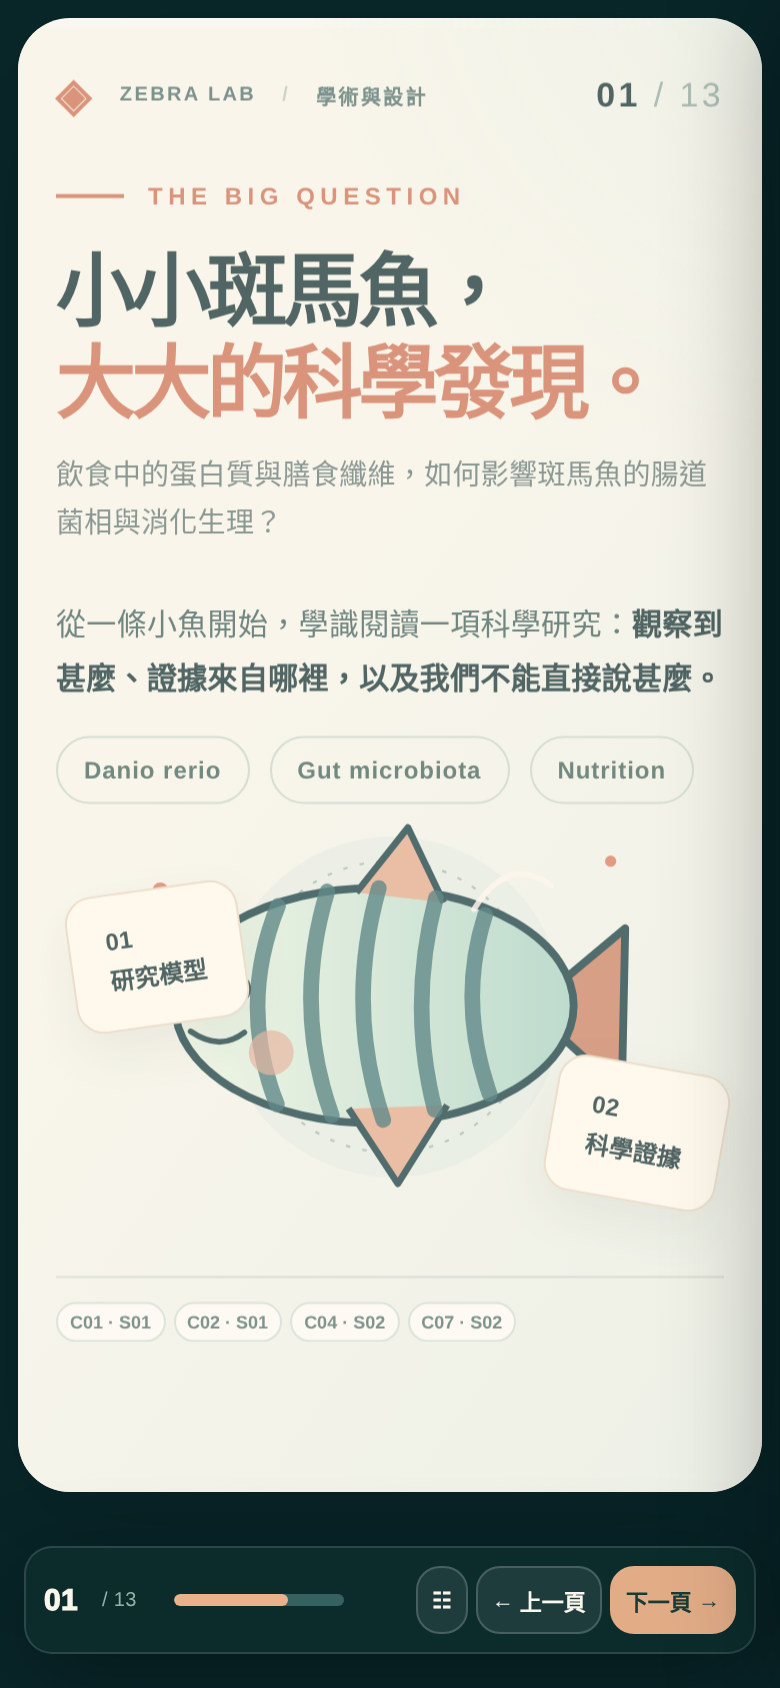 ZEBRA LAB / 學術與設計
01 / 13
THE BIG QUESTION
小小斑馬魚，
大大的科學發現。
飲食中的蛋白質與膳食纖維，如何影響斑馬魚的腸道
菌相與消化生理？
從一條小魚開始，學識閱讀一項科學研究：觀察到
甚麼、證據來自哪裡，以及我們不能直接說甚麼。
Danio rerio
Gut microbiota
Nutrition
01
研究模型
02
科學證據
C01 · S01
C02 · S01
C04 · S02
C07 · S02
01 / 13
← 上一頁
下一頁 →